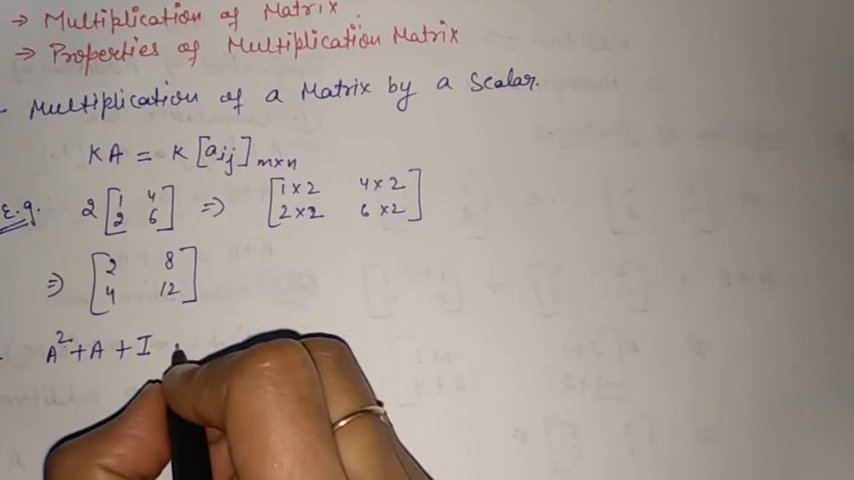 → Multiplication of Matrix
→ Properties of Multiplication Matrix
- Multiplication of a Matrix by a Scalar.
KA = K [aij]m×n
E.g. 2 [1 4 ⇒ [1×2 4×2
2 6] 2×2 6×2]
⇒ [2 8
4 12]
A² + A + I